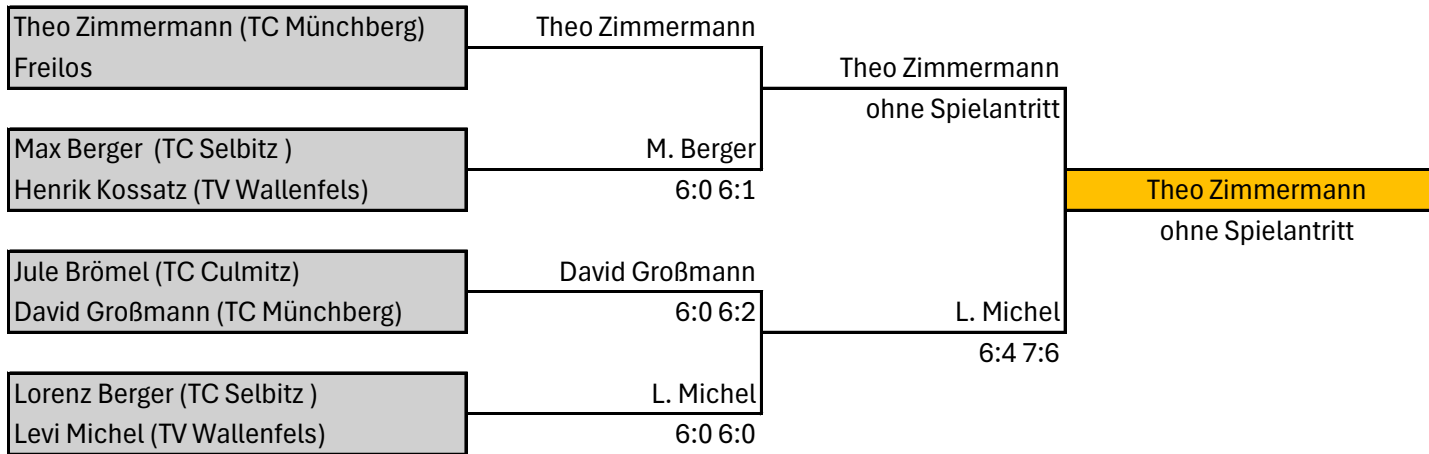 Theo Zimmermann (TC Münchberg)
Freilos
Theo Zimmermann
Theo Zimmermann
ohne Spielantritt
Max Berger (TC Selbitz )
Henrik Kossatz (TV Wallenfels)
M. Berger
6:0 6:1
Theo Zimmermann
ohne Spielantritt
Jule Brömel (TC Culmitz)
David Großmann (TC Münchberg)
David Großmann
6:0 6:2
L. Michel
6:4 7:6
Lorenz Berger (TC Selbitz )
Levi Michel (TV Wallenfels)
L. Michel
6:0 6:0